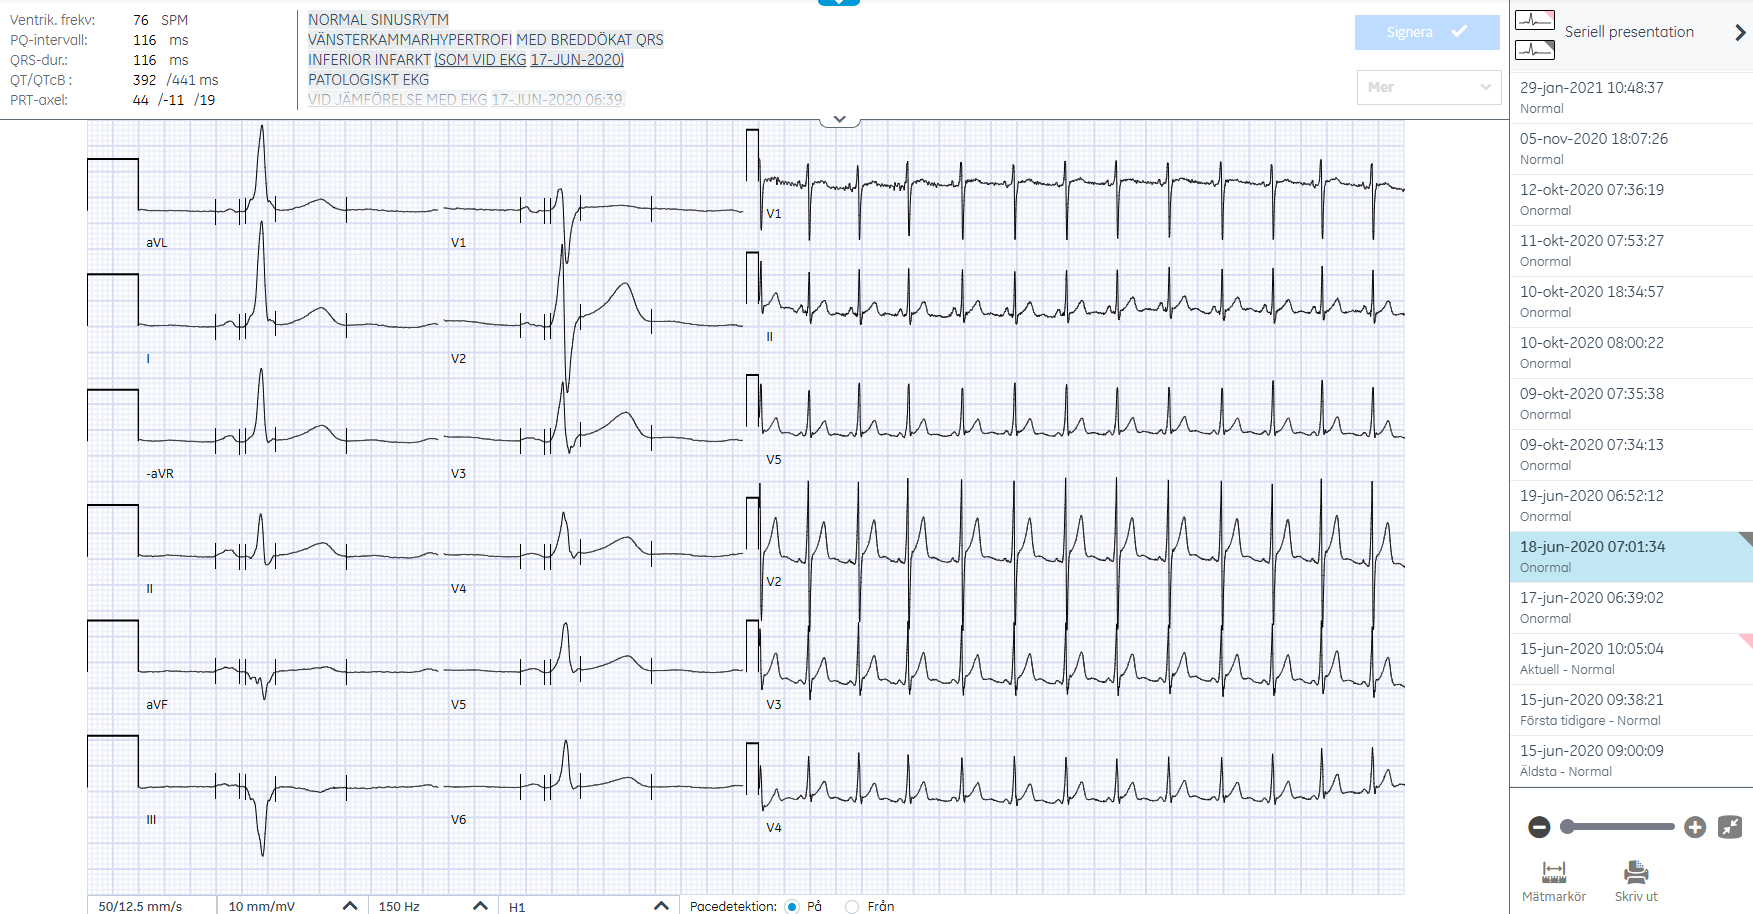 Ventrik. frekv: 76 SPM
PQ-intervall: 116 ms
QRS-dur.: 116 ms
QT/QTcB : 392 /441 ms
PRT-axel: 44 /-11 /19
NORMAL SINUSRYTM
VÄNSTERKAMMARHYPERTROFI MED BREDDÖKAT QRS
INFERIOR INFARKT (SOM VID EKG 17-JUN-2020)
PATOLOGISKT EKG
VID JÄMFÖRELSE MED EKG 17-JUN-2020 06:39,
Signera
Mer
aVL
V1
I
V2
-aVR
V3
II
V4
aVF
V5
III
V6
V1
II
V5
V2
V3
V4
50/12.5 mm/s
10 mm/mV
150 Hz
H1
Pacedetektion: På Från
Seriell presentation
29-jan-2021 10:48:37
Normal
05-nov-2020 18:07:26
Normal
12-okt-2020 07:36:19
Onormal
11-okt-2020 07:53:27
Onormal
10-okt-2020 18:34:57
Onormal
10-okt-2020 08:00:22
Onormal
09-okt-2020 07:35:38
Onormal
09-okt-2020 07:34:13
Onormal
19-jun-2020 06:52:12
Onormal
18-jun-2020 07:01:34
Onormal
17-jun-2020 06:39:02
Onormal
15-jun-2020 10:05:04
Aktuell - Normal
15-jun-2020 09:38:21
Första tidigare - Normal
15-jun-2020 09:00:09
Äldsta - Normal
Mätmarkör
Skriv ut